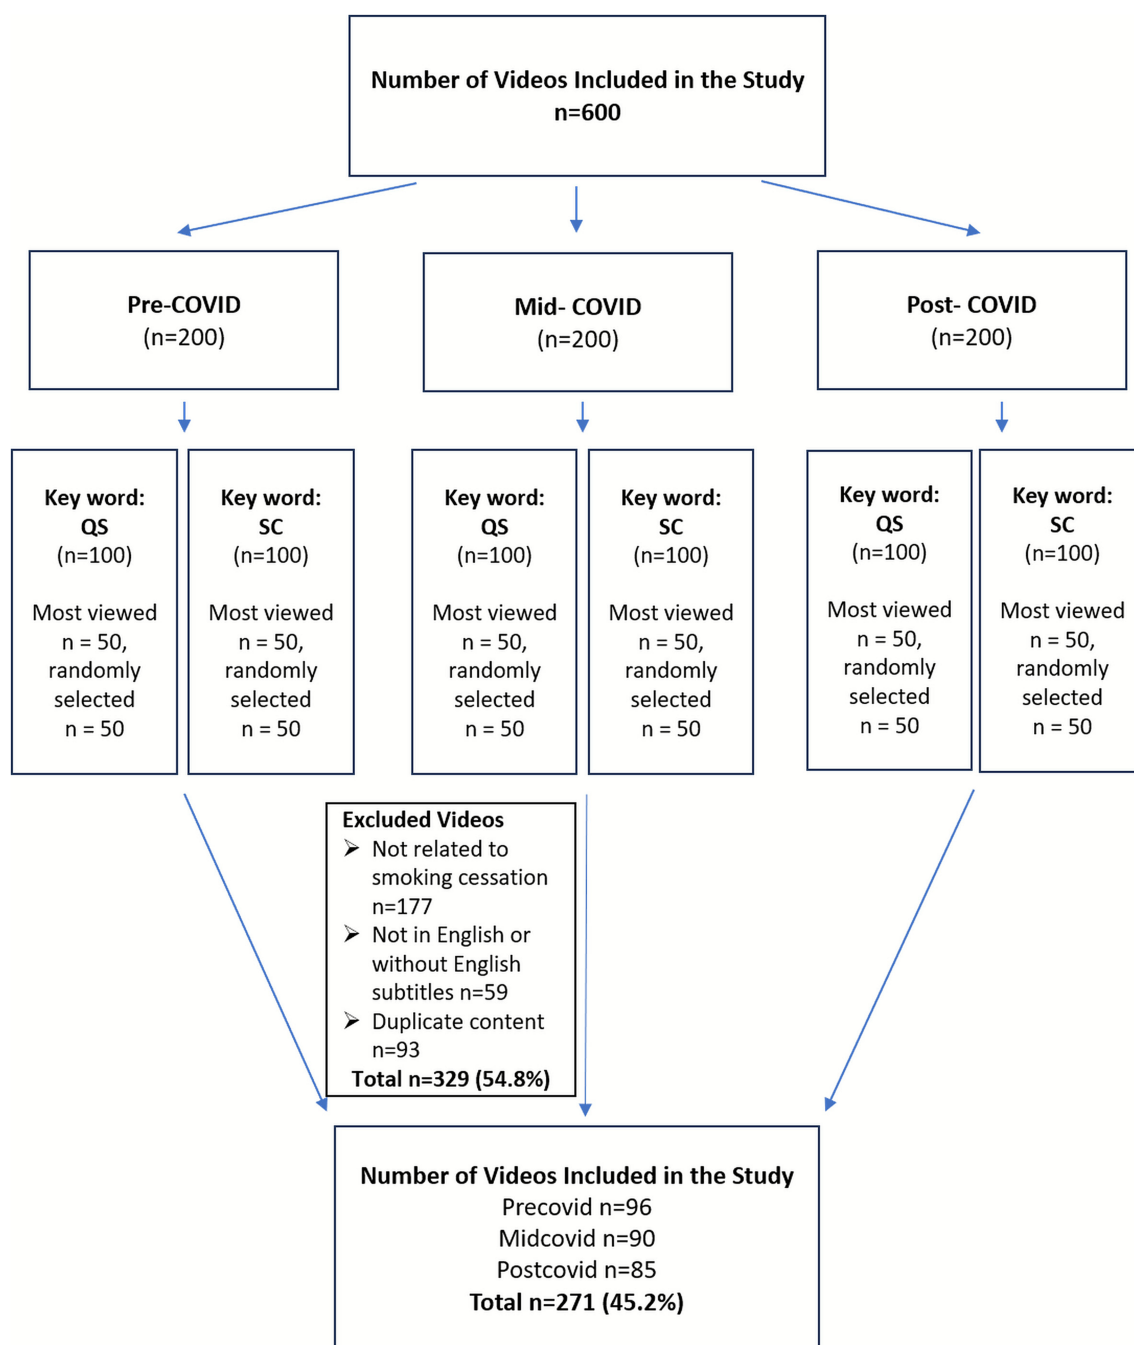 Number of Videos Included in the Study
n=600
Pre-COVID
(n=200)
Mid- COVID
(n=200)
Post- COVID
(n=200)
Key word:
QS
(n=100)
Most viewed
n = 50,
randomly
selected
n = 50
Key word:
SC
(n=100)
Most viewed
n = 50,
randomly
selected
n = 50
Key word:
QS
(n=100)
Most viewed
n = 50,
randomly
selected
n = 50
Key word:
SC
(n=100)
Most viewed
n = 50,
randomly
selected
n = 50
Key word:
QS
(n=100)
Most viewed
n = 50,
randomly
selected
n = 50
Key word:
SC
(n=100)
Most viewed
n = 50,
randomly
selected
n = 50
Excluded Videos
➢ Not related to
smoking cessation
n=177
➢ Not in English or
without English
subtitles n=59
➢ Duplicate content
n=93
Total n=329 (54.8%)
Number of Videos Included in the Study
Precovid n=96
Midcovid n=90
Postcovid n=85
Total n=271 (45.2%)